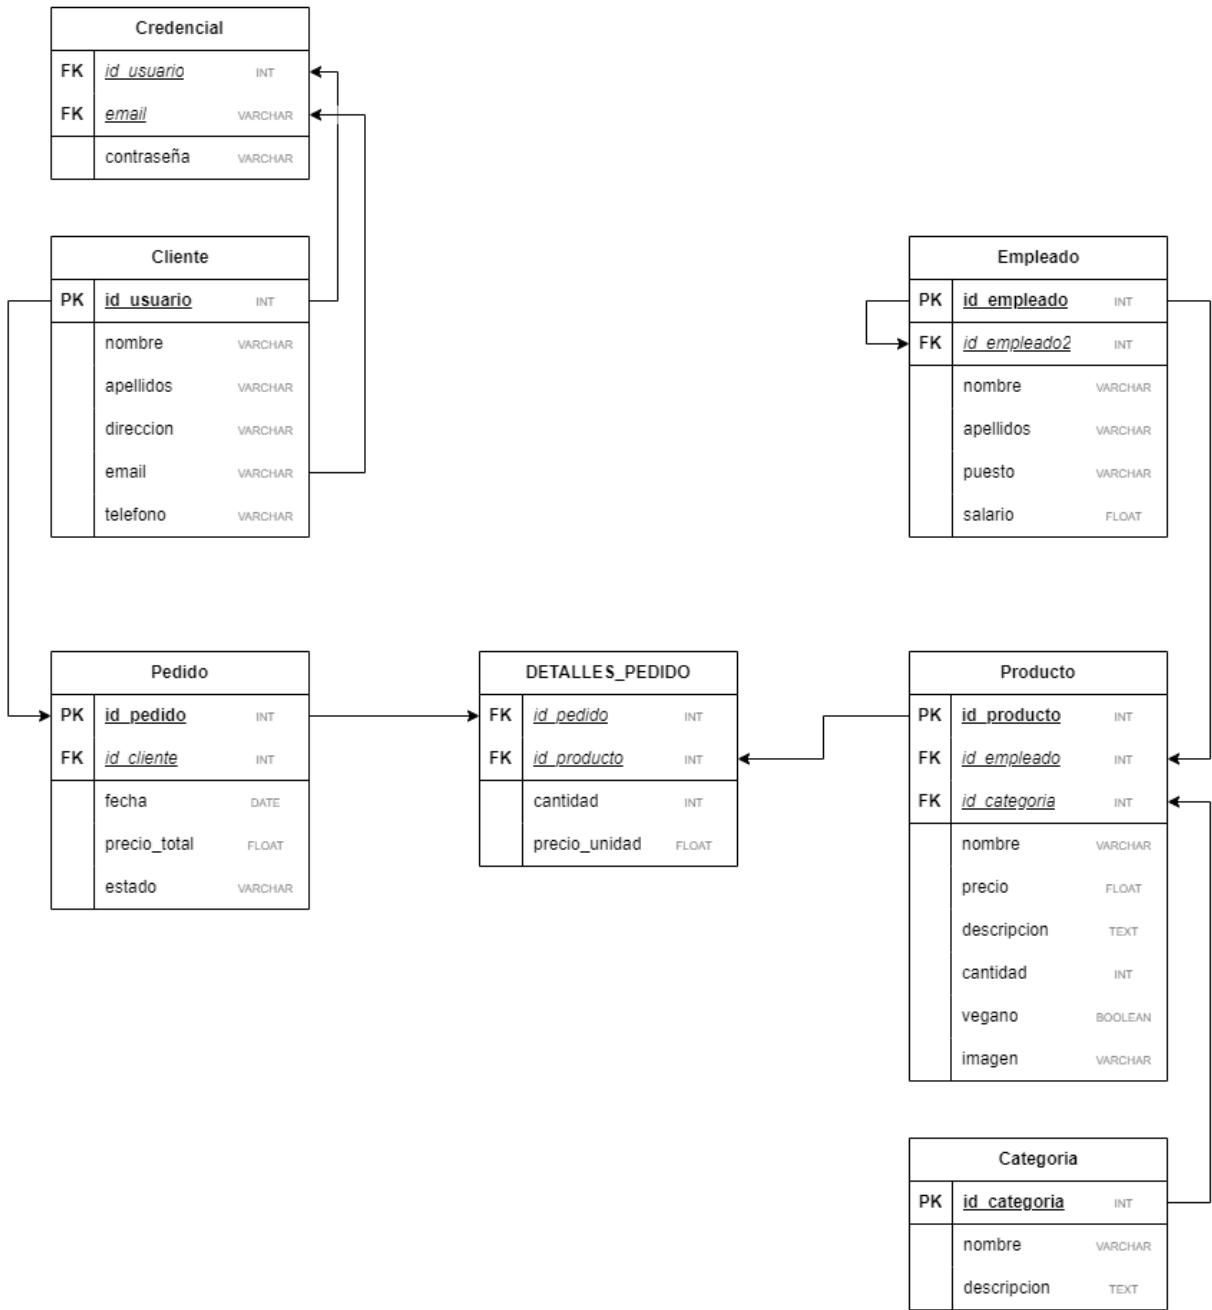 Credencial
FK id_usuario INT
FK email VARCHAR
contraseña VARCHAR
Cliente
PK id_usuario INT
nombre VARCHAR
apellidos VARCHAR
direccion VARCHAR
email VARCHAR
telefono VARCHAR
Empleado
PK id_empleado INT
FK id_empleado2 INT
nombre VARCHAR
apellidos VARCHAR
puesto VARCHAR
salario FLOAT
Pedido
PK id_pedido INT
FK id_cliente INT
fecha DATE
precio_total FLOAT
estado VARCHAR
DETALLES_PEDIDO
FK id_pedido INT
FK id_producto INT
cantidad INT
precio_unidad FLOAT
Producto
PK id_producto INT
FK id_empleado INT
FK id_categoria INT
nombre VARCHAR
precio FLOAT
descripcion TEXT
cantidad INT
vegano BOOLEAN
imagen VARCHAR
Categoria
PK id_categoria INT
nombre VARCHAR
descripcion TEXT